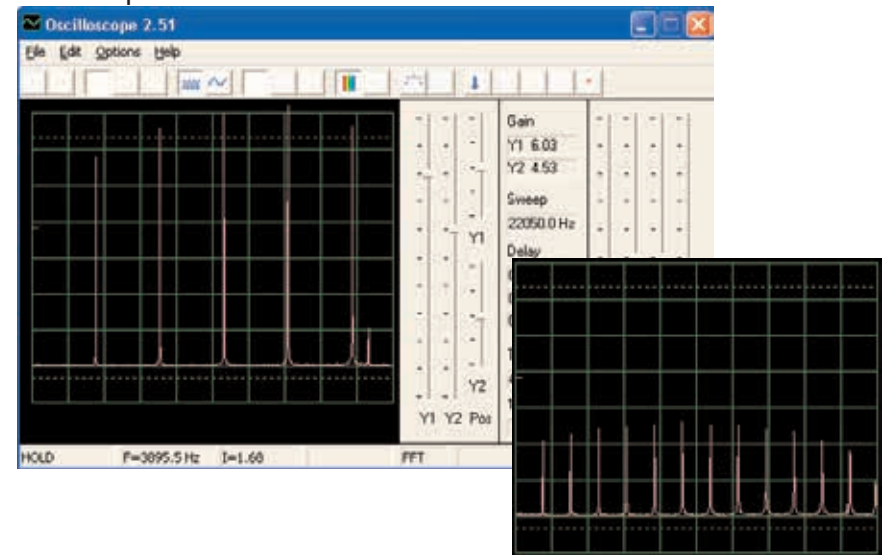 Oscilloscope 2.51
File Edit Options Help
Gain
Y1 6.03
Y2 4.53
Sweep
22050.0 Hz
Delay
Y1
Y2
Y1 Y2 Pos
HOLD F=3895.5 Hz I=1.68 FFT